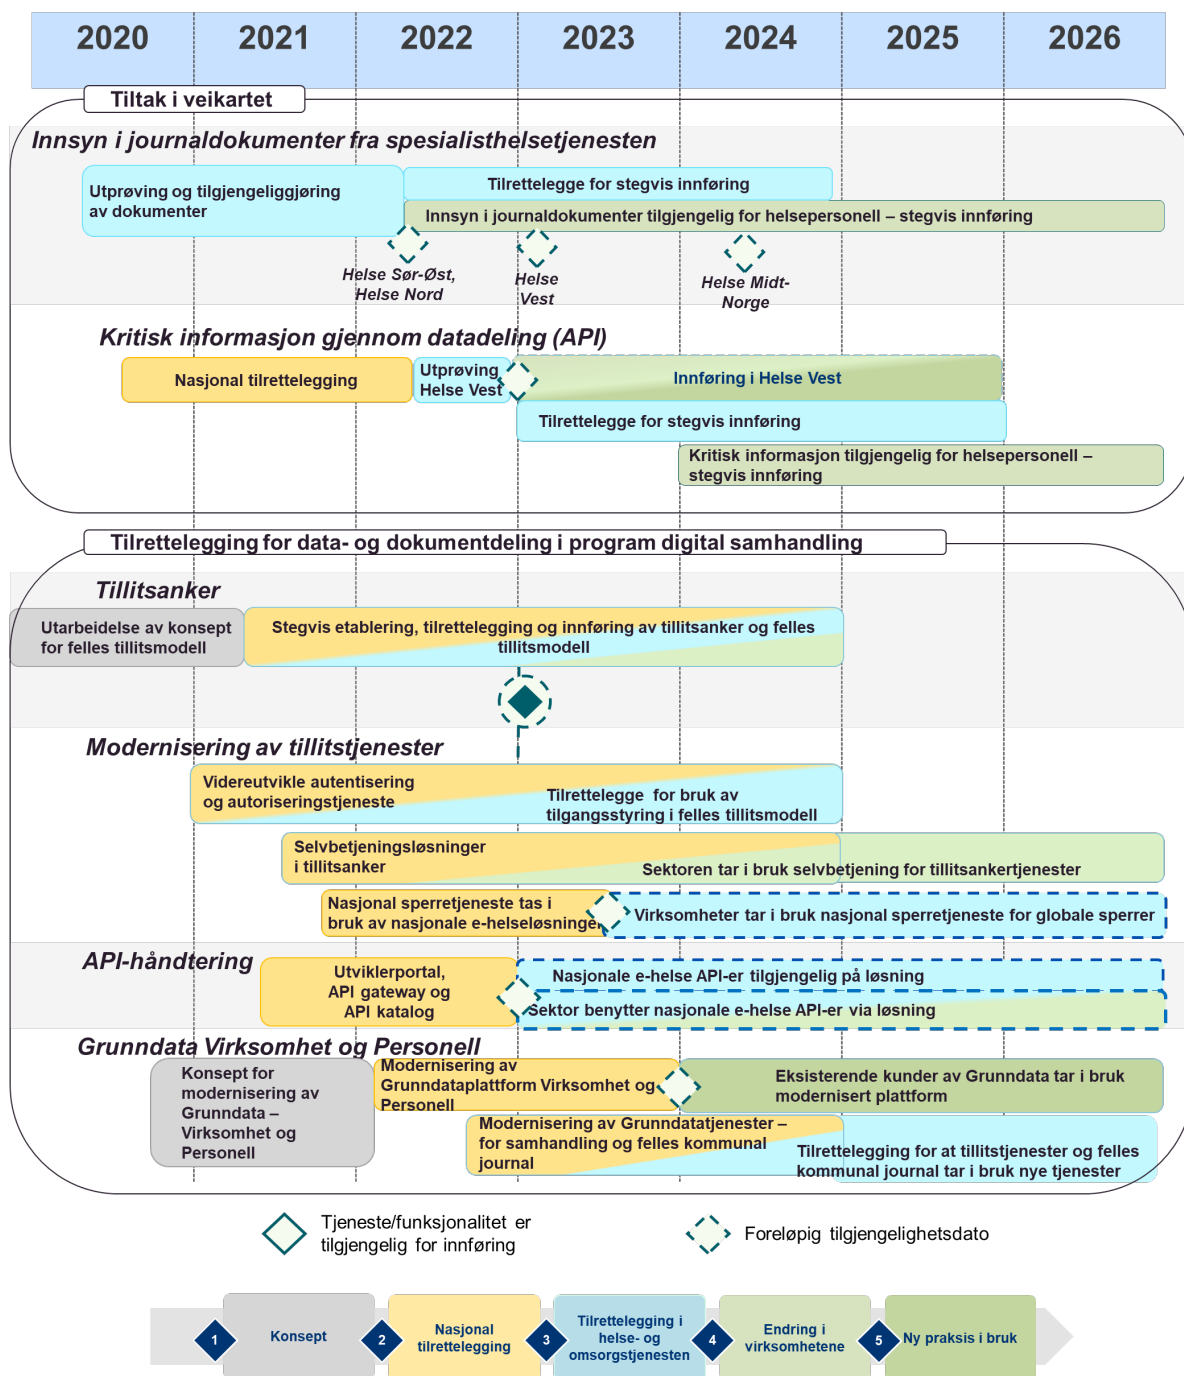 2020 2021 2022 2023 2024 2025 2026
Tiltak i veikartet
Innsyn i journaldokumenter fra spesialisthelsetjenesten
Utprøving og tilgjengeliggjøring
av dokumenter
Tilrettelegge for stegvis innføring
Innsyn i journaldokumenter tilgjengelig for helsepersonell – stegvis innføring
Helse Sør-Øst,
Helse Nord
Helse
Vest
Helse Midt-
Norge
Kritisk informasjon gjennom datadeling (API)
Nasjonal tilrettelegging
Utprøving
Helse Vest
Innføring i Helse Vest
Tilrettelegge for stegvis innføring
Kritisk informasjon tilgjengelig for helsepersonell –
stegvis innføring
Tilrettelegging for data- og dokumentdeling i program digital samhandling
Tillitsanker
Utarbeidelse av konsept
for felles tillitsmodell
Stegvis etablering, tilrettelegging og innføring av tillitsanker og felles
tillitsmodell
Modernisering av tillitstjenester
Videreutvikle autentisering
og autoriseringstjeneste
Tilrettelegge for bruk av
tilgangsstyring i felles tillitsmodell
Selvbetjeningsløsninger
i tillitsanker
Sektoren tar i bruk selvbetjening for tillitsankertjenester
Nasjonal sperretjeneste tas i
bruk av nasjonale e-helseløsninger
Virksomheter tar i bruk nasjonal sperretjeneste for globale sperrer
API-håndtering
Utviklerportal,
API gateway og
API katalog
Nasjonale e-helse API-er tilgjengelig på løsning
Sektor benytter nasjonale e-helse API-er via løsning
Grunndata Virksomhet og Personell
Konsept for
modernisering av
Grunndata –
Virksomhet og
Personell
Modernisering av
Grunndataplattform Virksomhet og
Personell
Eksisterende kunder av Grunndata tar i bruk
modernisert plattform
Modernisering av Grunndatatjenester –
for samhandling og felles kommunal
journal
Tilrettelegging for at tillitstjenester og felles
kommunal journal tar i bruk nye tjenester
Tjeneste/funksjonalitet er
tilgjengelig for innføring
Foreløpig tilgjengelighetsdato
1
Konsept
2
Nasjonal
tilrettelegging
3
Tilrettelegging i
helse- og
omsorgstjenesten
4
Endring i
virksomhetene
5
Ny praksis i bruk